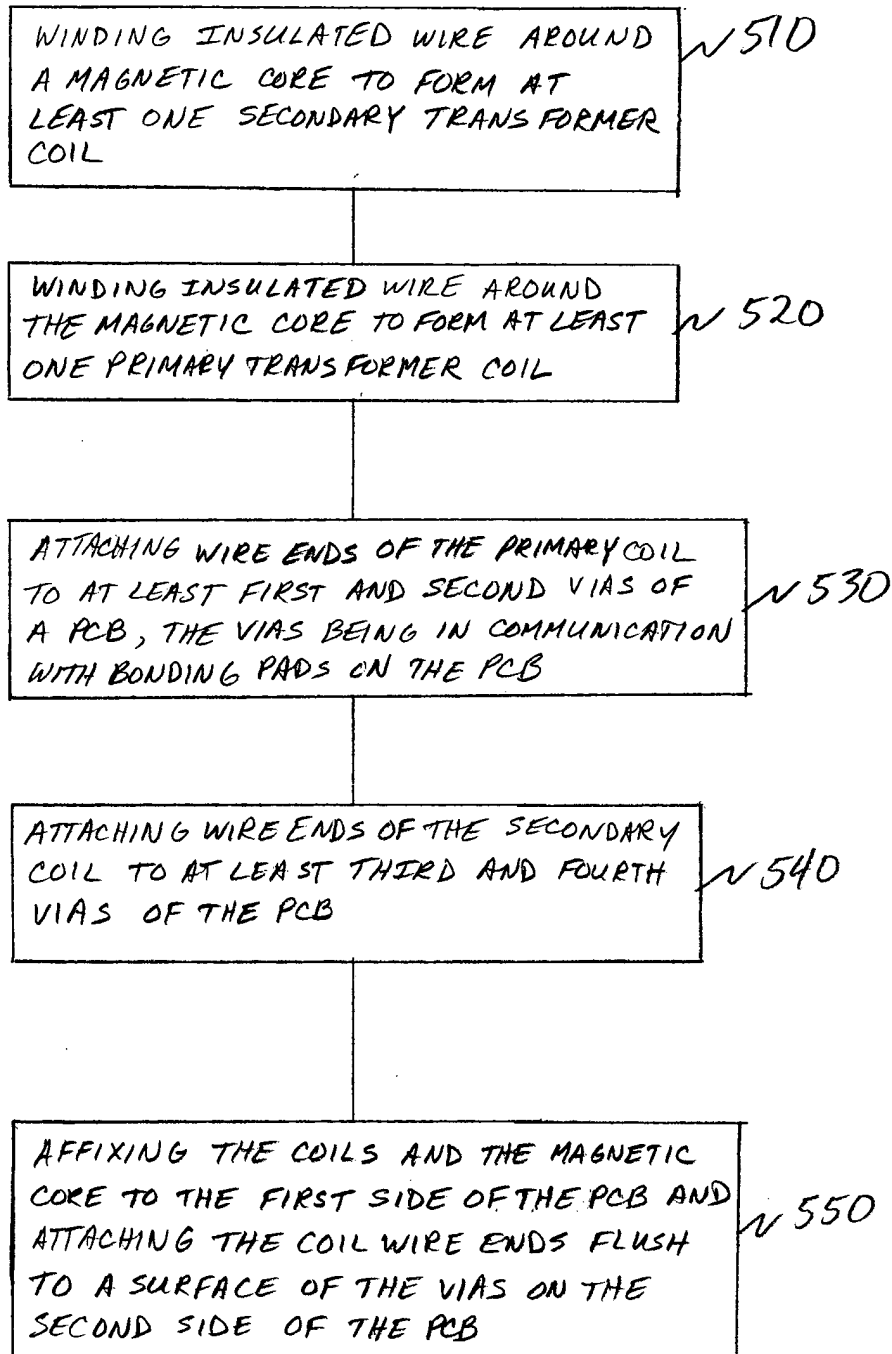 WINDING INSULATED WIRE AROUND
A MAGNETIC CORE TO FORM AT
LEAST ONE SECONDARY TRANSFORMER
COIL
510
WINDING INSULATED WIRE AROUND
THE MAGNETIC CORE TO FORM AT LEAST
ONE PRIMARY TRANSFORMER COIL
520
ATTACHING WIRE ENDS OF THE PRIMARY COIL
TO AT LEAST FIRST AND SECOND VIAS OF
A PCB, THE VIAS BEING IN COMMUNICATION
WITH BONDING PADS ON THE PCB
530
ATTACHING WIRE ENDS OF THE SECONDARY
COIL TO AT LEAST THIRD AND FOURTH
VIAS OF THE PCB
540
AFFIXING THE COILS AND THE MAGNETIC
CORE TO THE FIRST SIDE OF THE PCB AND
ATTACHING THE COIL WIRE ENDS FLUSH
TO A SURFACE OF THE VIAS ON THE
SECOND SIDE OF THE PCB
550